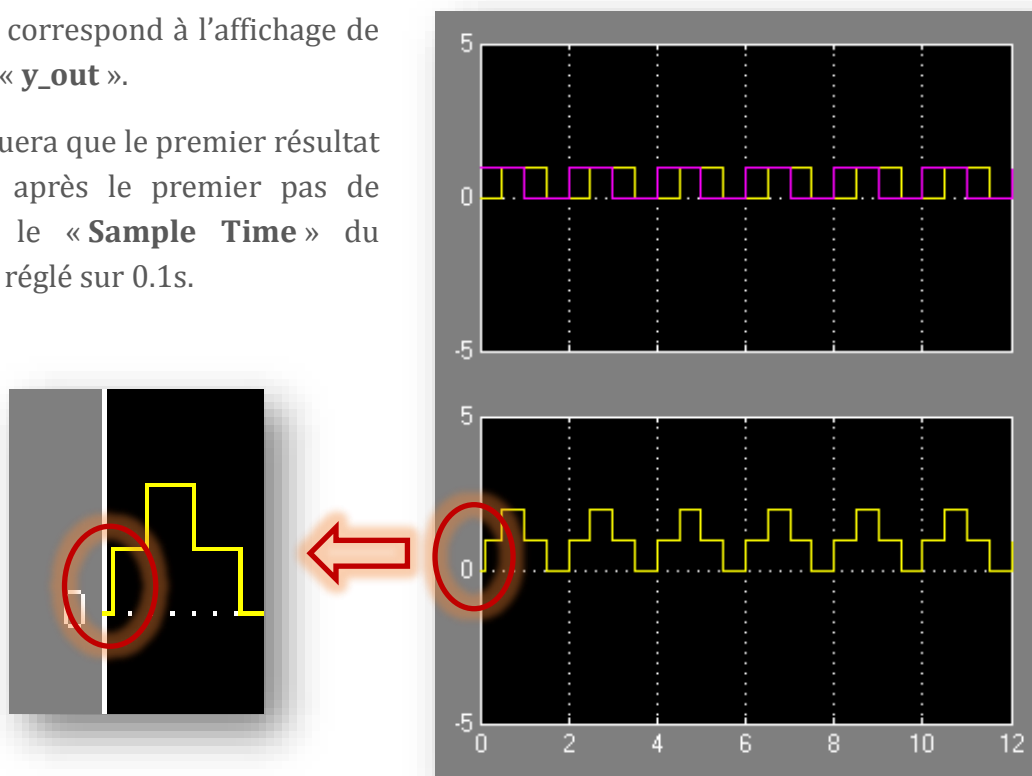 correspond à l’affichage de
« y_out ».
uera que le premier résultat
après le premier pas de
le « Sample Time » du
réglé sur 0.1s.
5
0
-5
5
0
-5
0 2 4 6 8 10 12
0